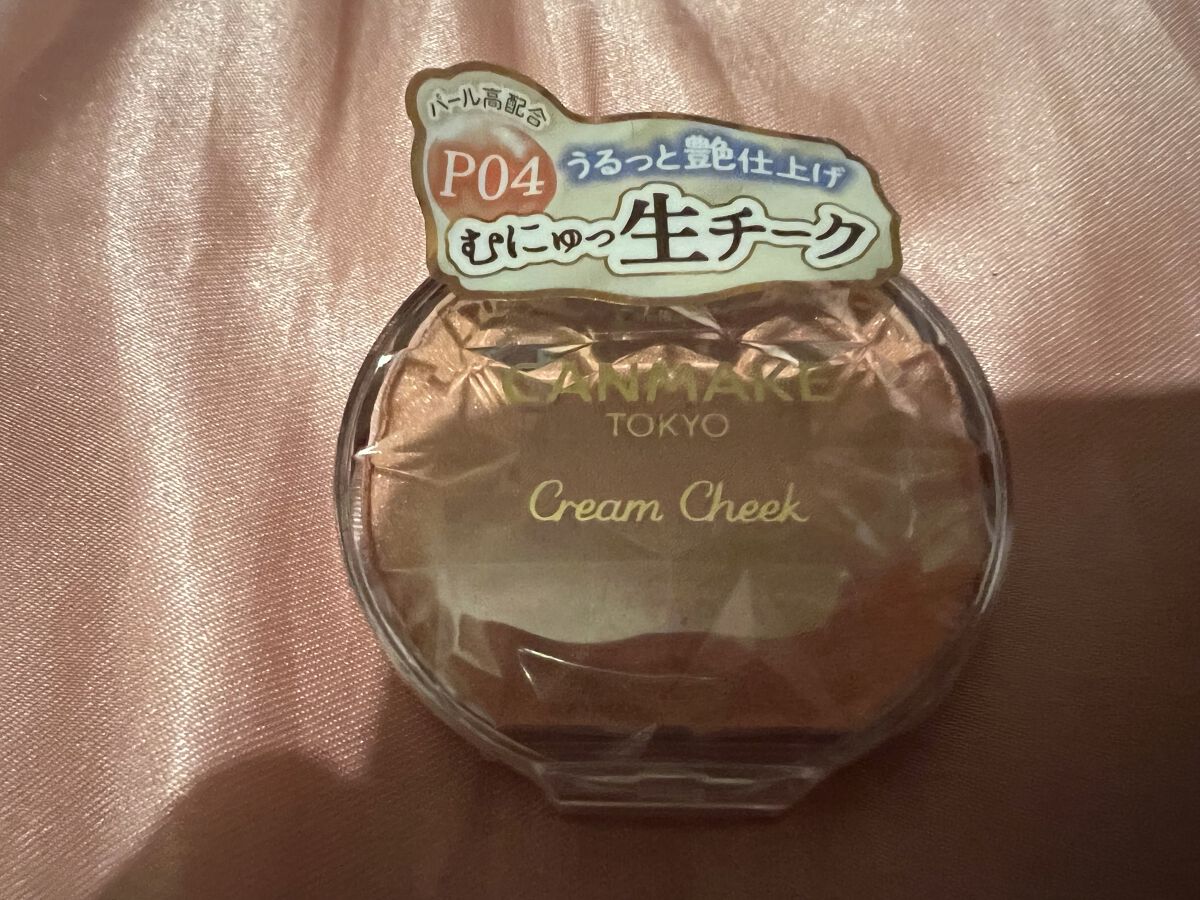 パール高配合
P04
うるっと艶仕上げ
むにゅっ生チーク
CANMAKE
TOKYO
Cream Cheek